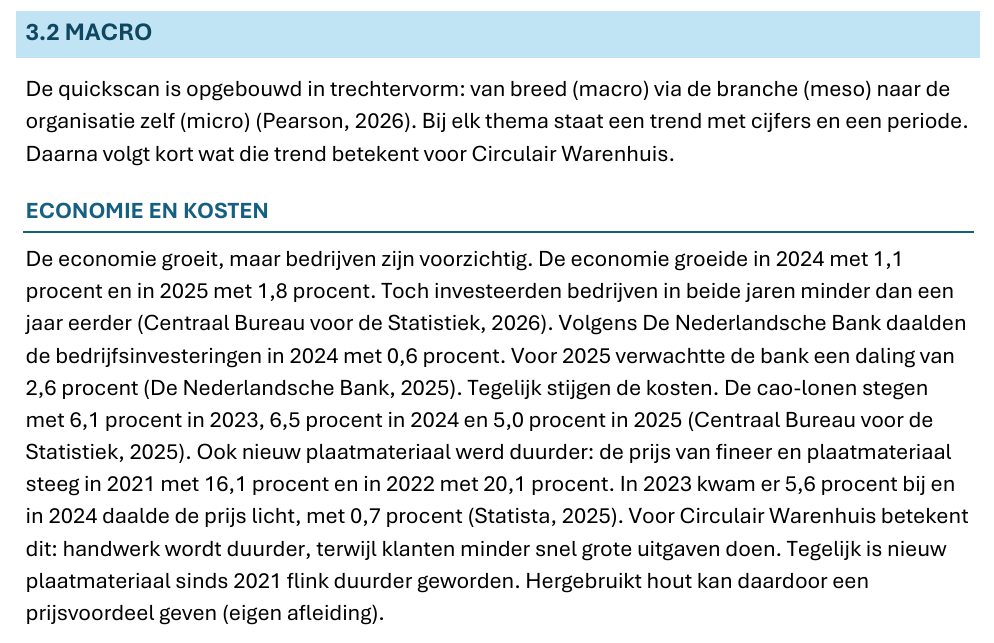 3.2 MACRO
De quickscan is opgebouwd in trechtervorm: van breed (macro) via de branche (meso) naar de
organisatie zelf (micro) (Pearson, 2026). Bij elk thema staat een trend met cijfers en een periode.
Daarna volgt kort wat die trend betekent voor Circulair Warenhuis.
ECONOMIE EN KOSTEN
De economie groeit, maar bedrijven zijn voorzichtig. De economie groeide in 2024 met 1,1
procent en in 2025 met 1,8 procent. Toch investeerden bedrijven in beide jaren minder dan een
jaar eerder (Centraal Bureau voor de Statistiek, 2026). Volgens De Nederlandsche Bank daalden
de bedrijfsinvesteringen in 2024 met 0,6 procent. Voor 2025 verwachtte de bank een daling van
2,6 procent (De Nederlandsche Bank, 2025). Tegelijk stijgen de kosten. De cao-lonen stegen
met 6,1 procent in 2023, 6,5 procent in 2024 en 5,0 procent in 2025 (Centraal Bureau voor de
Statistiek, 2025). Ook nieuw plaatmateriaal werd duurder: de prijs van fineer en plaatmateriaal
steeg in 2021 met 16,1 procent en in 2022 met 20,1 procent. In 2023 kwam er 5,6 procent bij en
in 2024 daalde de prijs licht, met 0,7 procent (Statista, 2025). Voor Circulair Warenhuis betekent
dit: handwerk wordt duurder, terwijl klanten minder snel grote uitgaven doen. Tegelijk is nieuw
plaatmateriaal sinds 2021 flink duurder geworden. Hergebruikt hout kan daardoor een
prijsvoordeel geven (eigen afleiding).